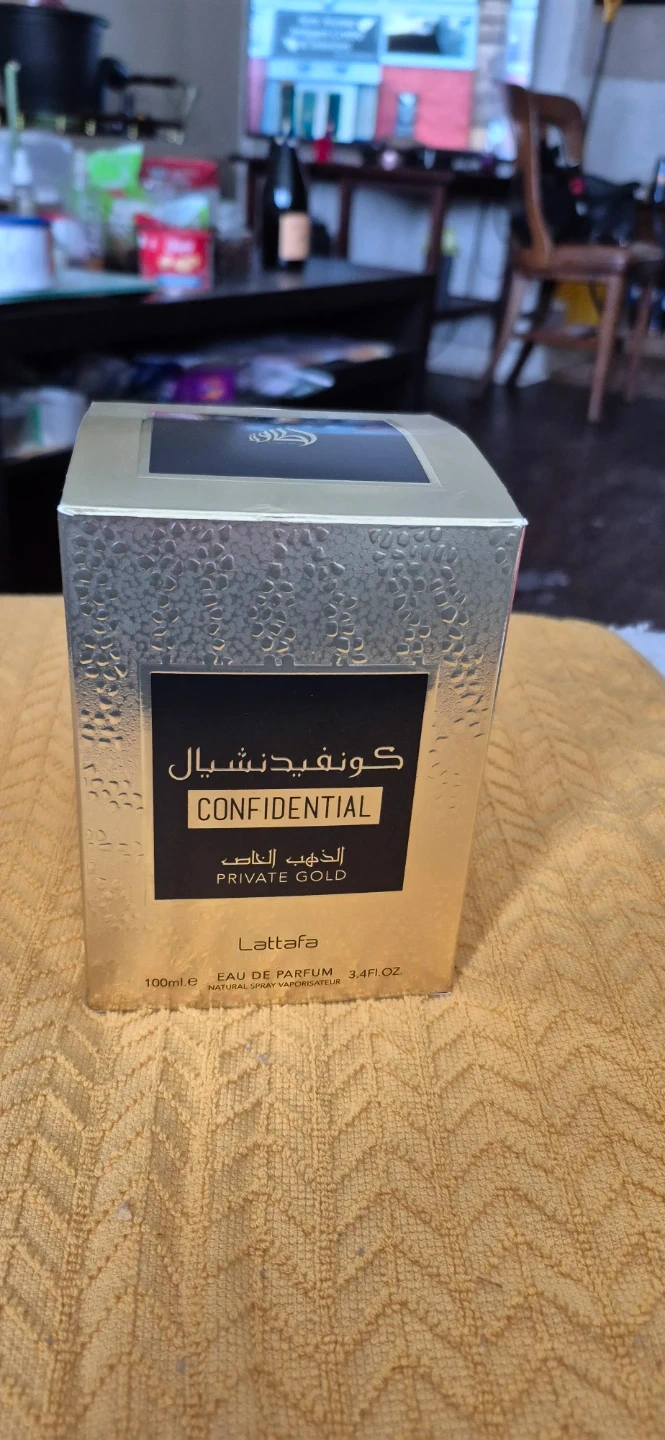 كونفيدنشيال
CONFIDENTIAL
الذهب الخاص
PRIVATE GOLD
Lattafa
100ml.e EAU DE PARFUM 3.4Fl.OZ.
NATURAL SPRAY VAPORISATEUR